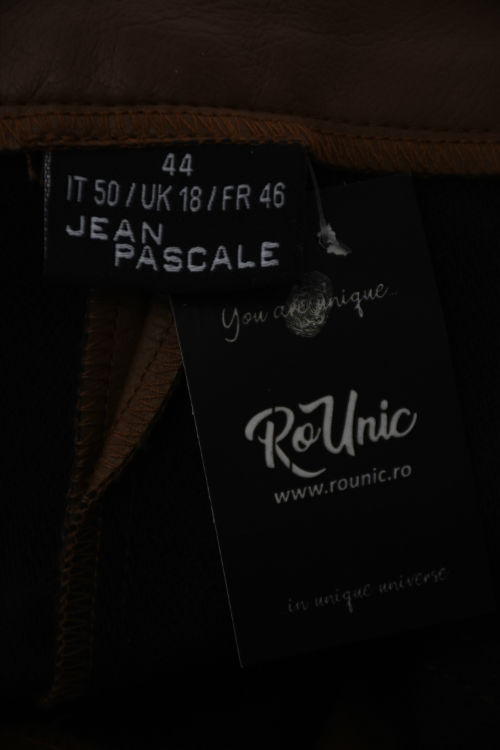 44
IT 50 / UK 18 / FR 46
JEAN
PASCALE
You are unique...
RoUnic
www.rounic.ro
...in unique universe